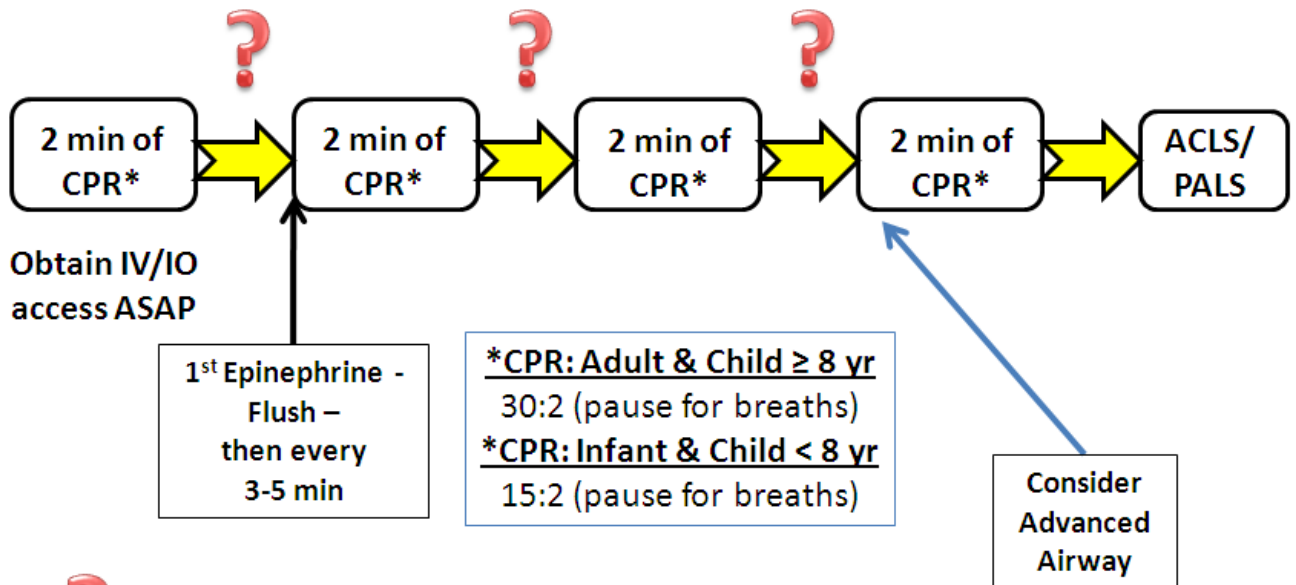 ? ? ?
2 min of
CPR*
2 min of
CPR*
2 min of
CPR*
2 min of
CPR*
ACLS/
PALS
Obtain IV/IO
access ASAP
1st Epinephrine -
Flush –
then every
3-5 min
*CPR: Adult & Child ≥ 8 yr
30:2 (pause for breaths)
*CPR: Infant & Child < 8 yr
15:2 (pause for breaths)
Consider
Advanced
Airway
?